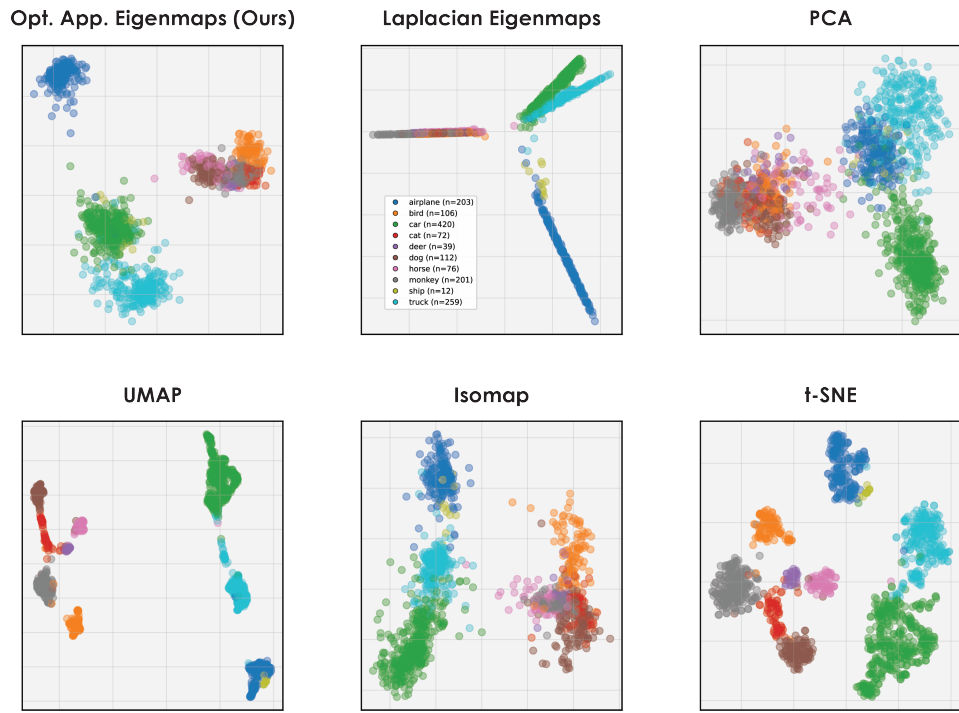 Opt. App. Eigenmaps (Ours)
Laplacian Eigenmaps
PCA
airplane (n=203)
bird (n=106)
car (n=420)
cat (n=72)
deer (n=39)
dog (n=112)
horse (n=76)
monkey (n=201)
ship (n=12)
truck (n=259)
UMAP
Isomap
t-SNE